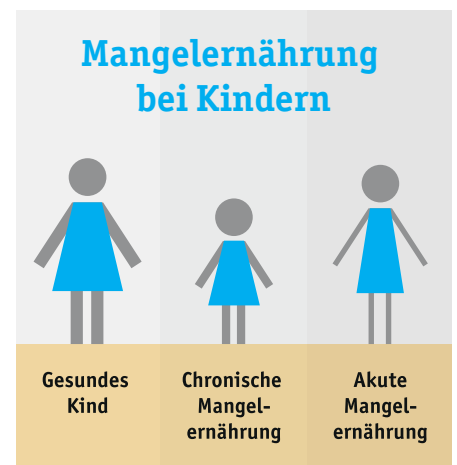 Mangelernährung
bei Kindern
Gesundes
Kind
Chronische
Mangel-
ernährung
Akute
Mangel-
ernährung